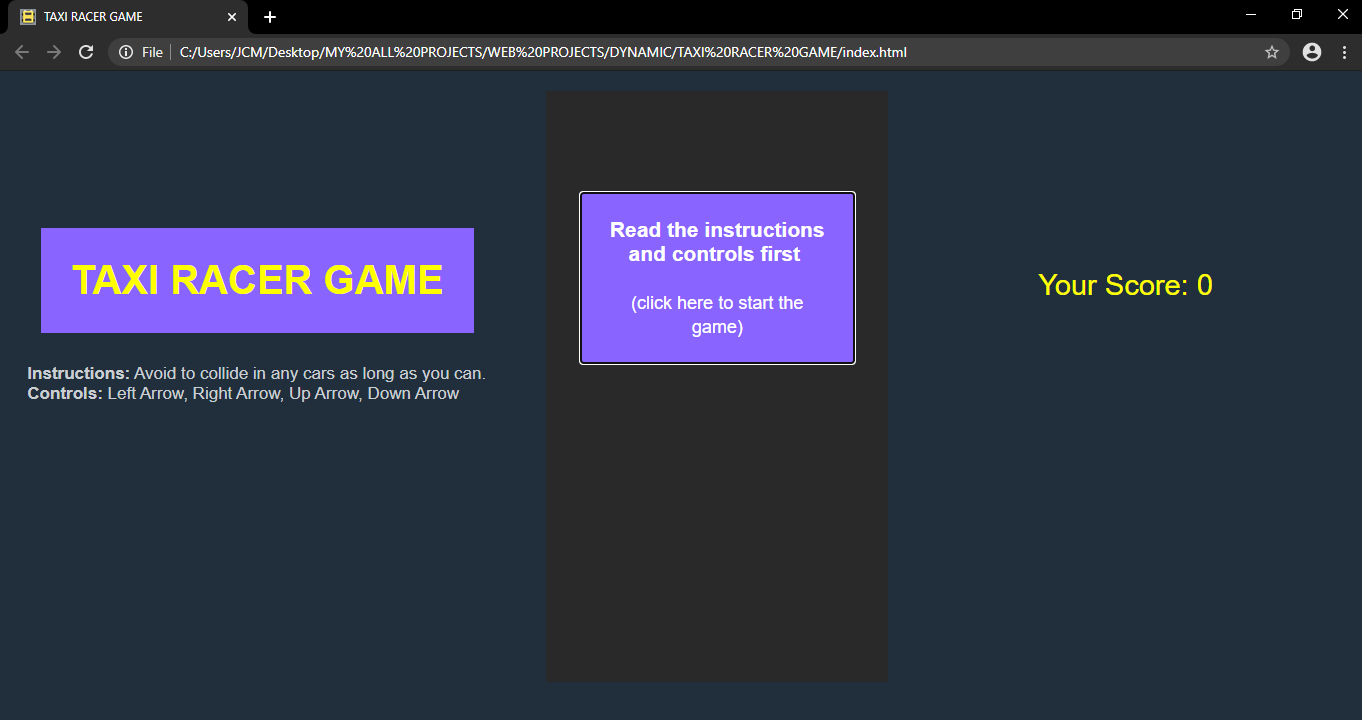 TAXI RACER GAME
File
C:/Users/JCM/Desktop/MY%20ALL%20PROJECTS/WEB%20PROJECTS/DYNAMIC/TAXI%20RACER%20GAME/index.html
TAXI RACER GAME
Instructions: Avoid to collide in any cars as long as you can.
Controls: Left Arrow, Right Arrow, Up Arrow, Down Arrow
Read the instructions
and controls first
(click here to start the
game)
Your Score: 0